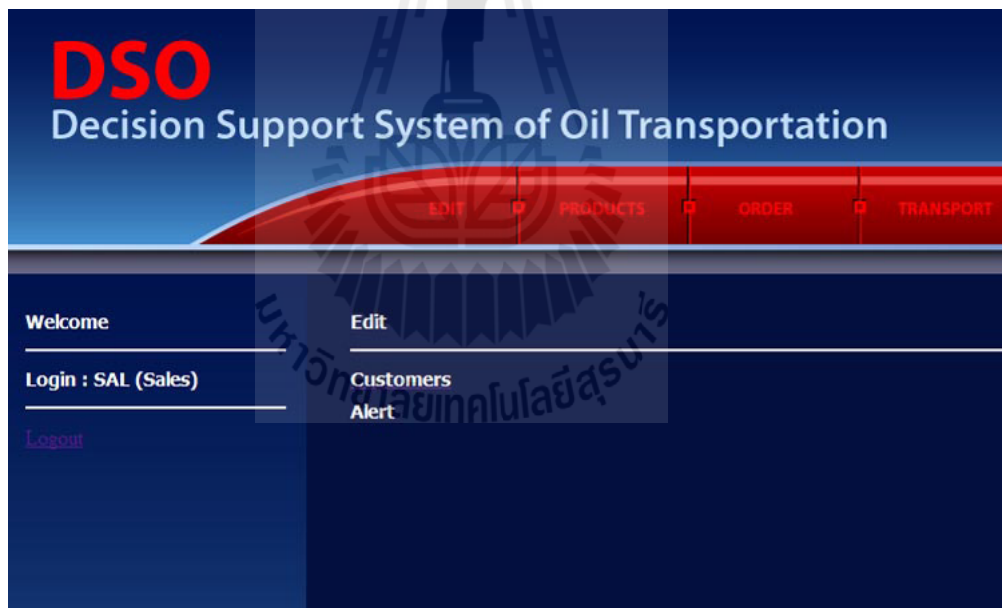 DSO
Decision Support System of Oil Transportation
EDIT PRODUCTS ORDER TRANSPORT
Welcome
Login : SAL (Sales)
Logout
Edit
Customers
Alert
มหาวิทยาลัยเทคโนโลยีสุรนารี